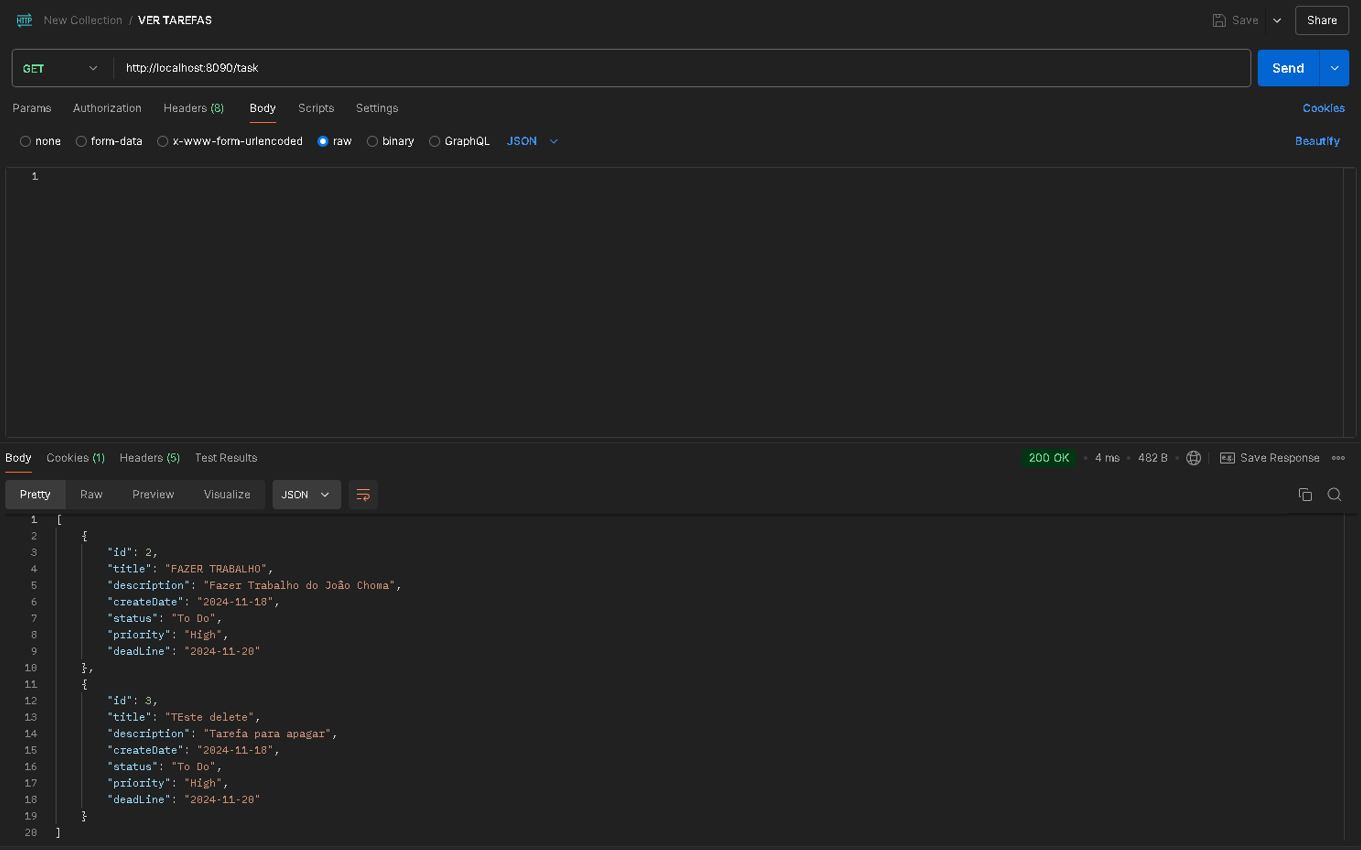 HTTP New Collection / VER TAREFAS Save Share
GET http://localhost:8090/task Send
Params Authorization Headers (8) Body Scripts Settings Cookies
none form-data x-www-form-urlencoded raw binary GraphQL JSON Beautify
1
Body Cookies (1) Headers (5) Test Results 200 OK • 4 ms • 482 B • e.g. Save Response
Pretty Raw Preview Visualize JSON
1 [
2 {
3 "id": 2,
4 "title": "FAZER TRABALHO",
5 "description": "Fazer Trabalho do João Choma",
6 "createDate": "2024-11-18",
7 "status": "To Do",
8 "priority": "High",
9 "deadLine": "2024-11-20"
10 },
11 {
12 "id": 3,
13 "title": "TEste delete",
14 "description": "Tarefa para apagar",
15 "createDate": "2024-11-18",
16 "status": "To Do",
17 "priority": "High",
18 "deadLine": "2024-11-20"
19 }
20 ]